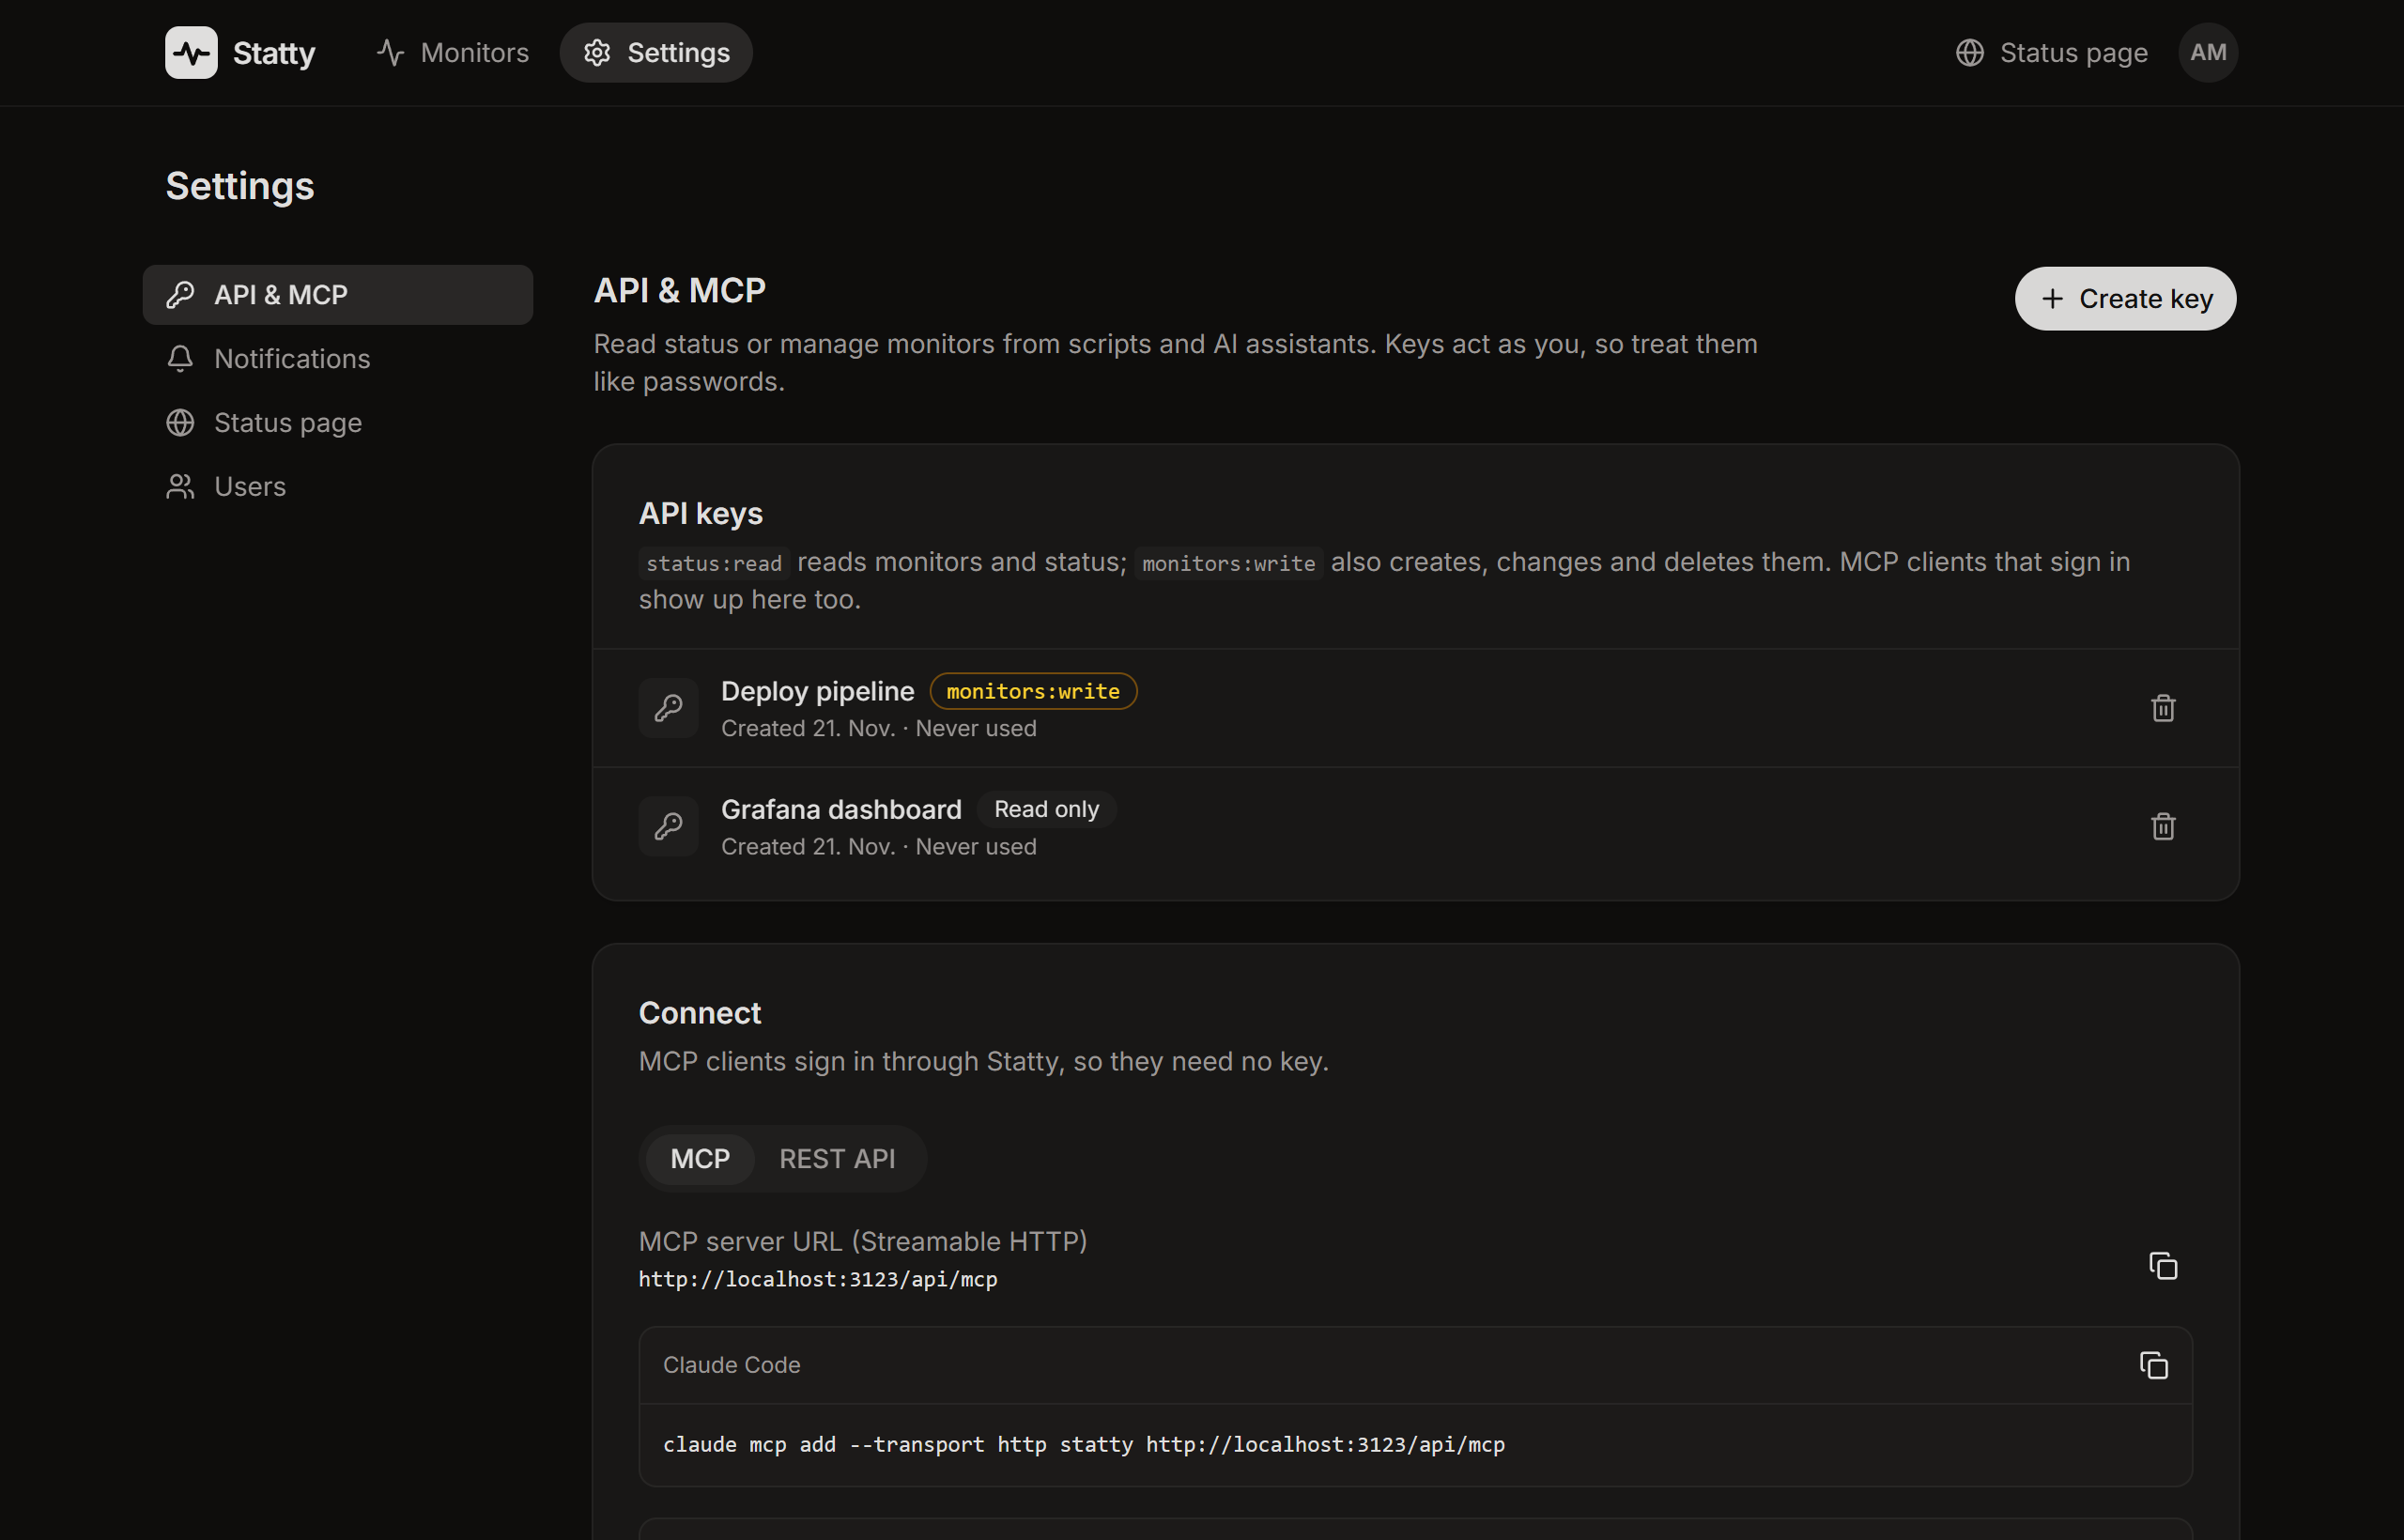 Statty
Monitors
Settings
Status page
AM
Settings
API & MCP
Notifications
Status page
Users
API & MCP
Create key
Read status or manage monitors from scripts and AI assistants. Keys act as you, so treat them
like passwords.
API keys
status:read reads monitors and status; monitors:write also creates, changes and deletes them. MCP clients that sign in
show up here too.
Deploy pipeline monitors:write
Created 21. Nov. · Never used
Grafana dashboard Read only
Created 21. Nov. · Never used
Connect
MCP clients sign in through Statty, so they need no key.
MCP REST API
MCP server URL (Streamable HTTP)
http://localhost:3123/api/mcp
Claude Code
claude mcp add --transport http statty http://localhost:3123/api/mcp